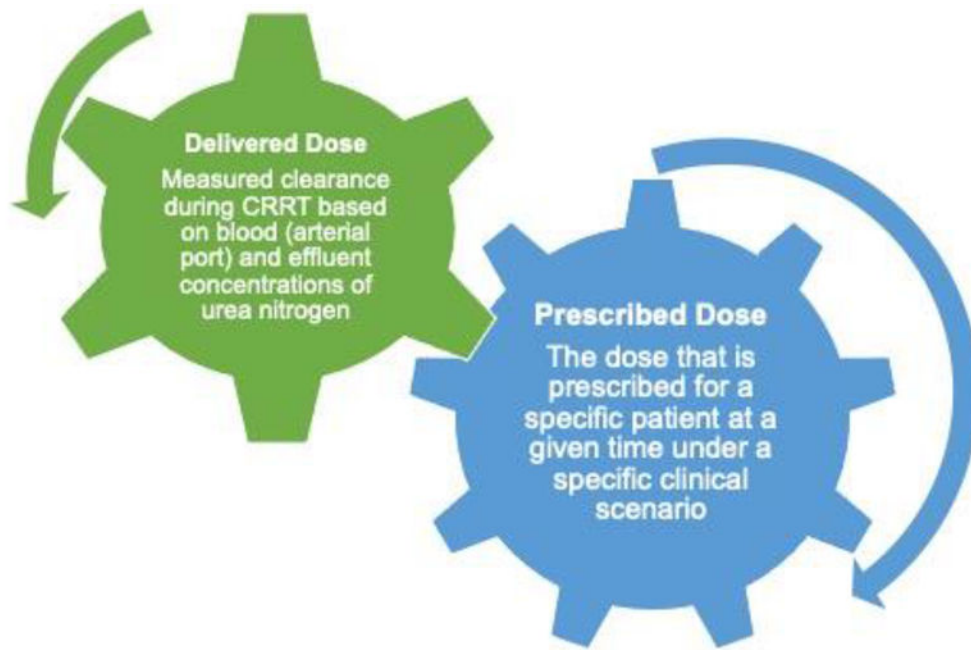 Delivered Dose
Measured clearance
during CRRT based
on blood (arterial
port) and effluent
concentrations of
urea nitrogen
Prescribed Dose
The dose that is
prescribed for a
specific patient at a
given time under a
specific clinical
scenario